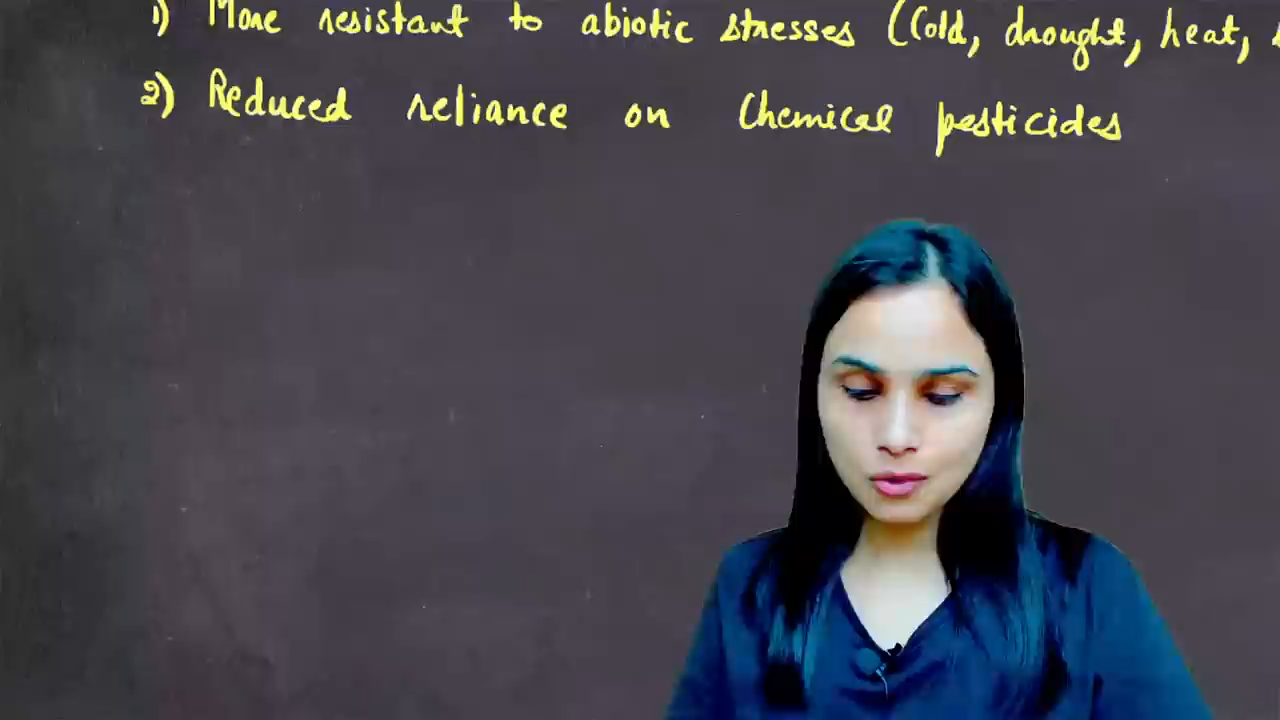 1) More resistant to abiotic stresses (Cold, drought, heat,
2) Reduced reliance on Chemical pesticides